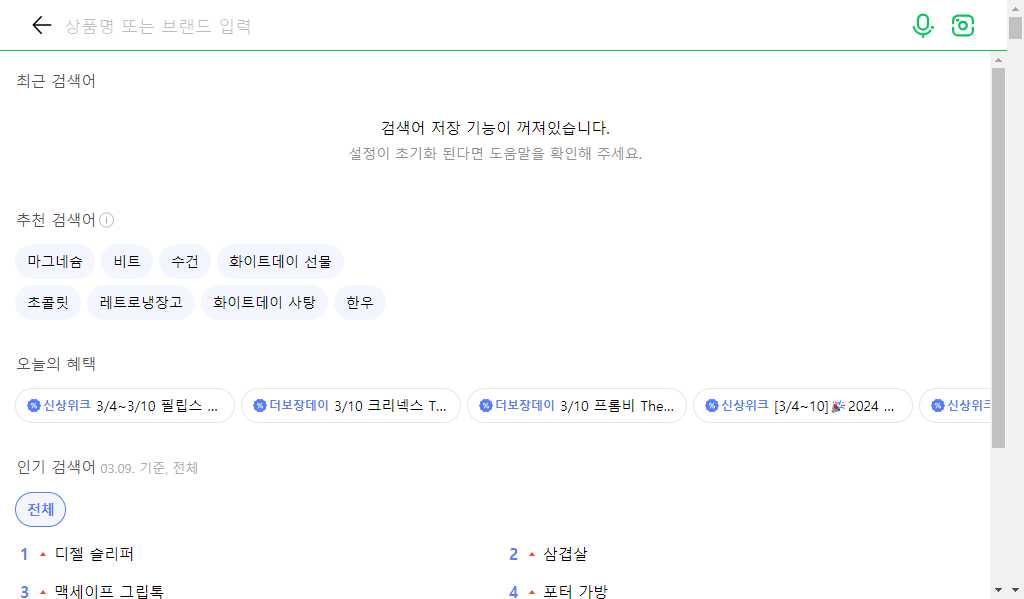 상품명 또는 브랜드 입력
최근 검색어
검색어 저장 기능이 꺼져있습니다.
설정이 초기화 된다면 도움말을 확인해 주세요.
추천 검색어
마그네슘 비트 수건 화이트데이 선물
초콜릿 레트로냉장고 화이트데이 사탕 한우
오늘의 혜택
신상위크 3/4~3/10 필립스 ... 더보장데이 3/10 크리넥스 T... 더보장데이 3/10 프롬비 The... 신상위크 [3/4~10]🎉2024 ... 신상위크
인기 검색어 03.09. 기준, 전체
전체
1 디젤 슬리퍼 2 삼겹살
3 맥세이프 그립톡 4 포터 가방